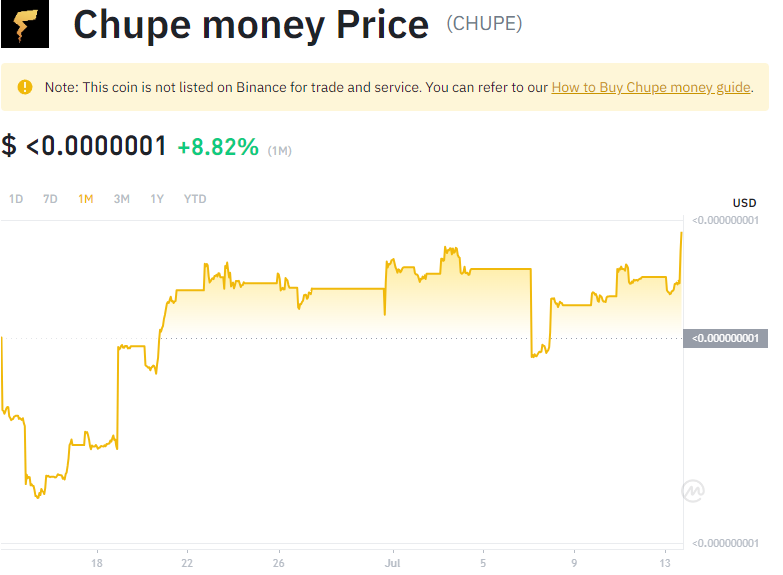 Chupe money Price (CHUPE)
Note: This coin is not listed on Binance for trade and service. You can refer to our How to Buy Chupe money guide.
$ <0.0000001 +8.82% (1M)
1D 7D 1M 3M 1Y YTD
USD
<0.000000001
<0.000000001
<0.000000001
18 22 26 Jul 5 9 13